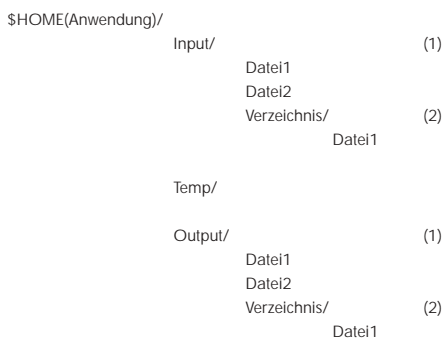 $HOME(Anwendung)/
Input/ (1)
Datei1
Datei2
Verzeichnis/ (2)
Datei1
Temp/
Output/ (1)
Datei1
Datei2
Verzeichnis/ (2)
Datei1